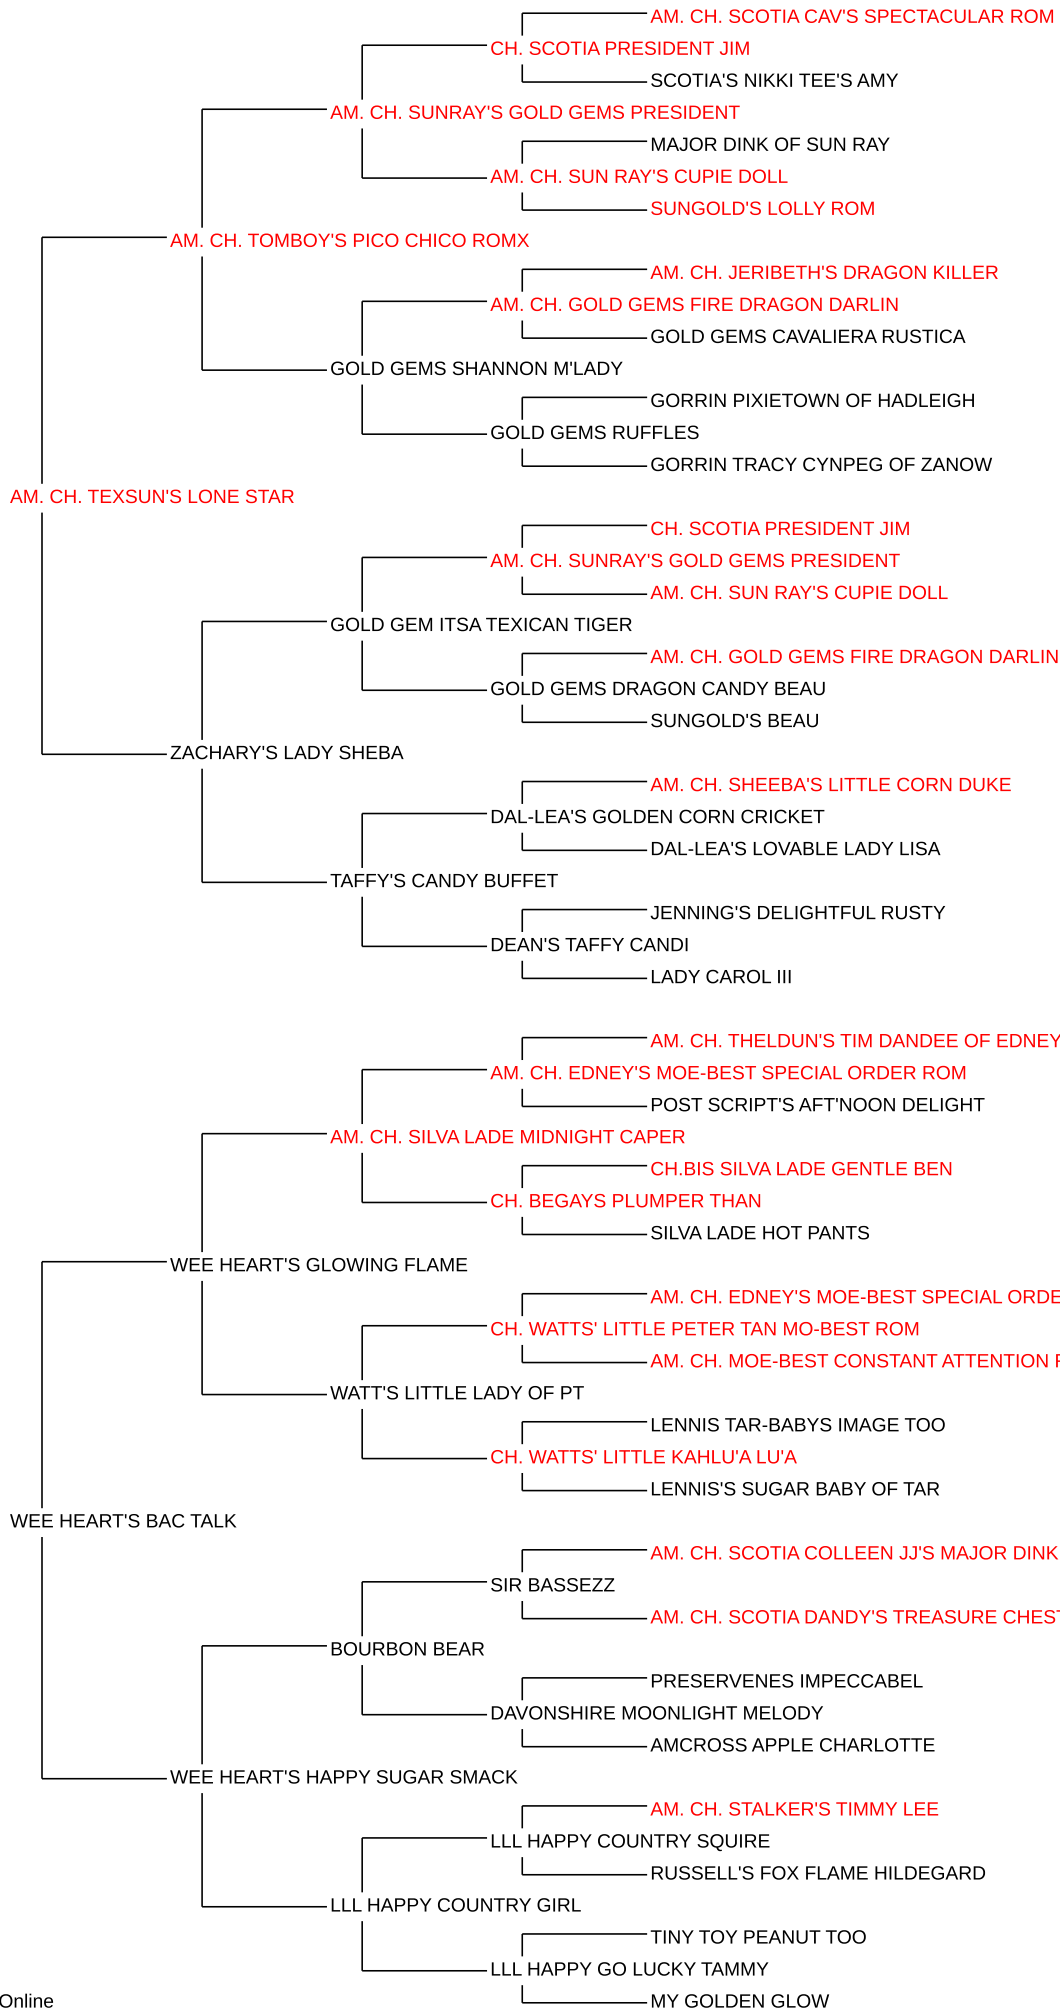 AM. CH. SCOTIA CAV'S SPECTACULAR ROM
CH. SCOTIA PRESIDENT JIM
SCOTIA'S NIKKI TEE'S AMY
AM. CH. SUNRAY'S GOLD GEMS PRESIDENT
MAJOR DINK OF SUN RAY
AM. CH. SUN RAY'S CUPIE DOLL
SUNGOLD'S LOLLY ROM
AM. CH. TOMBOY'S PICO CHICO ROMX
AM. CH. JERIBETH'S DRAGON KILLER
AM. CH. GOLD GEMS FIRE DRAGON DARLIN
GOLD GEMS CAVALIERA RUSTICA
GOLD GEMS SHANNON M'LADY
GORRIN PIXIETOWN OF HADLEIGH
GOLD GEMS RUFFLES
GORRIN TRACY CYNPEG OF ZANOW
AM. CH. TEXSUN'S LONE STAR
CH. SCOTIA PRESIDENT JIM
AM. CH. SUNRAY'S GOLD GEMS PRESIDENT
AM. CH. SUN RAY'S CUPIE DOLL
GOLD GEM ITSA TEXICAN TIGER
AM. CH. GOLD GEMS FIRE DRAGON DARLIN
GOLD GEMS DRAGON CANDY BEAU
SUNGOLD'S BEAU
ZACHARY'S LADY SHEBA
AM. CH. SHEEBA'S LITTLE CORN DUKE
DAL-LEA'S GOLDEN CORN CRICKET
DAL-LEA'S LOVABLE LADY LISA
TAFFY'S CANDY BUFFET
JENNING'S DELIGHTFUL RUSTY
DEAN'S TAFFY CANDI
LADY CAROL III
AM. CH. THELDUN'S TIM DANDEE OF EDNEY
AM. CH. EDNEY'S MOE-BEST SPECIAL ORDER ROM
POST SCRIPT'S AFT'NOON DELIGHT
AM. CH. SILVA LADE MIDNIGHT CAPER
CH.BIS SILVA LADE GENTLE BEN
CH. BEGAYS PLUMPER THAN
SILVA LADE HOT PANTS
WEE HEART'S GLOWING FLAME
AM. CH. EDNEY'S MOE-BEST SPECIAL ORDE
CH. WATTS' LITTLE PETER TAN MO-BEST ROM
AM. CH. MOE-BEST CONSTANT ATTENTION
WATT'S LITTLE LADY OF PT
LENNIS TAR-BABYS IMAGE TOO
CH. WATTS' LITTLE KAHLU'A LU'A
LENNIS'S SUGAR BABY OF TAR
WEE HEART'S BAC TALK
AM. CH. SCOTIA COLLEEN JJ'S MAJOR DINK
SIR BASSEZZ
AM. CH. SCOTIA DANDY'S TREASURE CHEST
BOURBON BEAR
PRESERVENES IMPECCABEL
DAVONSHIRE MOONLIGHT MELODY
AMCROSS APPLE CHARLOTTE
WEE HEART'S HAPPY SUGAR SMACK
AM. CH. STALKER'S TIMMY LEE
LLL HAPPY COUNTRY SQUIRE
RUSSELL'S FOX FLAME HILDEGARD
LLL HAPPY COUNTRY GIRL
TINY TOY PEANUT TOO
LLL HAPPY GO LUCKY TAMMY
MY GOLDEN GLOW
Online